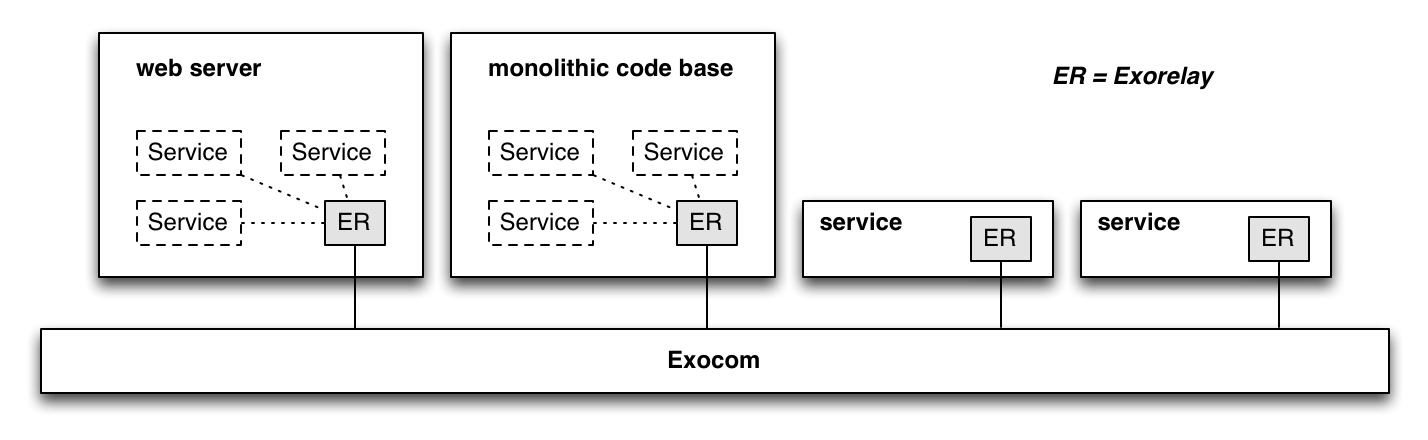 web server
monolithic code base
ER = Exorelay
Service
Service
Service
Service
Service
ER
Service
ER
service
ER
service
ER
Exocom